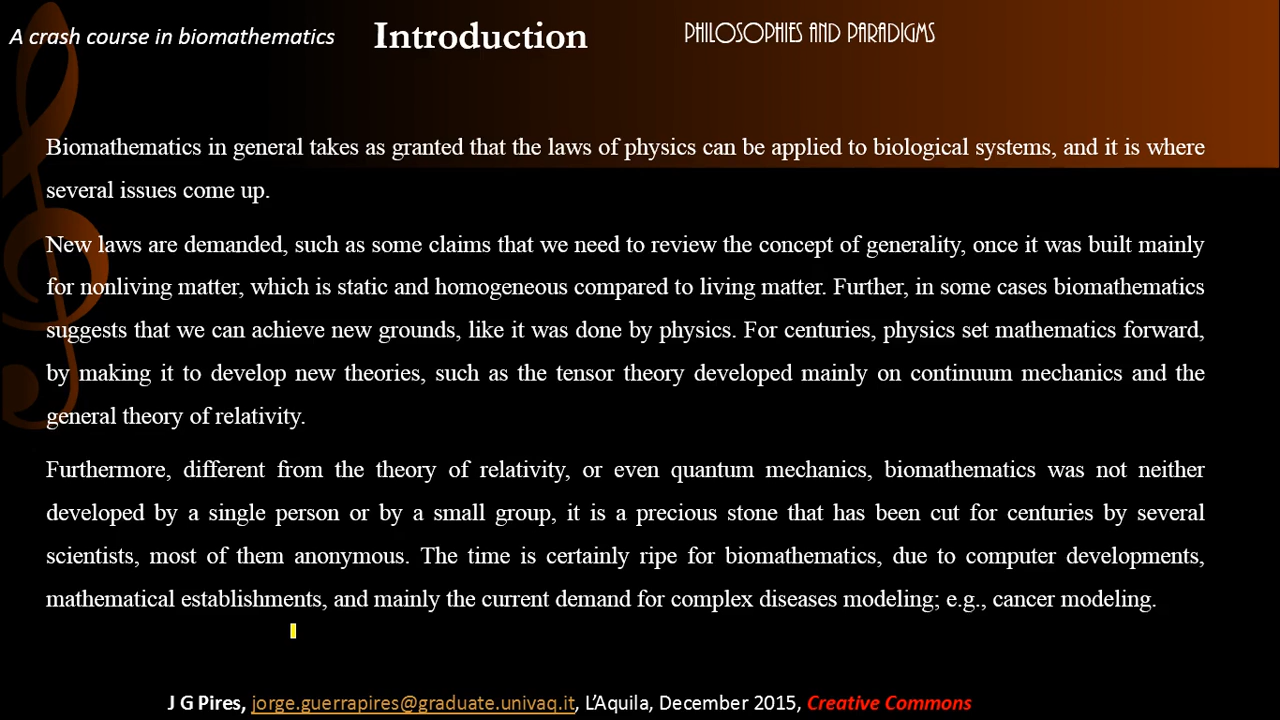 A crash course in biomathematics Introduction PHILOSOPHIES AND PARADIGMS
Biomathematics in general takes as granted that the laws of physics can be applied to biological systems, and it is where
several issues come up.
New laws are demanded, such as some claims that we need to review the concept of generality, once it was built mainly
for nonliving matter, which is static and homogeneous compared to living matter. Further, in some cases biomathematics
suggests that we can achieve new grounds, like it was done by physics. For centuries, physics set mathematics forward,
by making it to develop new theories, such as the tensor theory developed mainly on continuum mechanics and the
general theory of relativity.
Furthermore, different from the theory of relativity, or even quantum mechanics, biomathematics was not neither
developed by a single person or by a small group, it is a precious stone that has been cut for centuries by several
scientists, most of them anonymous. The time is certainly ripe for biomathematics, due to computer developments,
mathematical establishments, and mainly the current demand for complex diseases modeling; e.g., cancer modeling.
J G Pires, jorge.guerrapires@graduate.univaq.it, L’Aquila, December 2015, Creative Commons